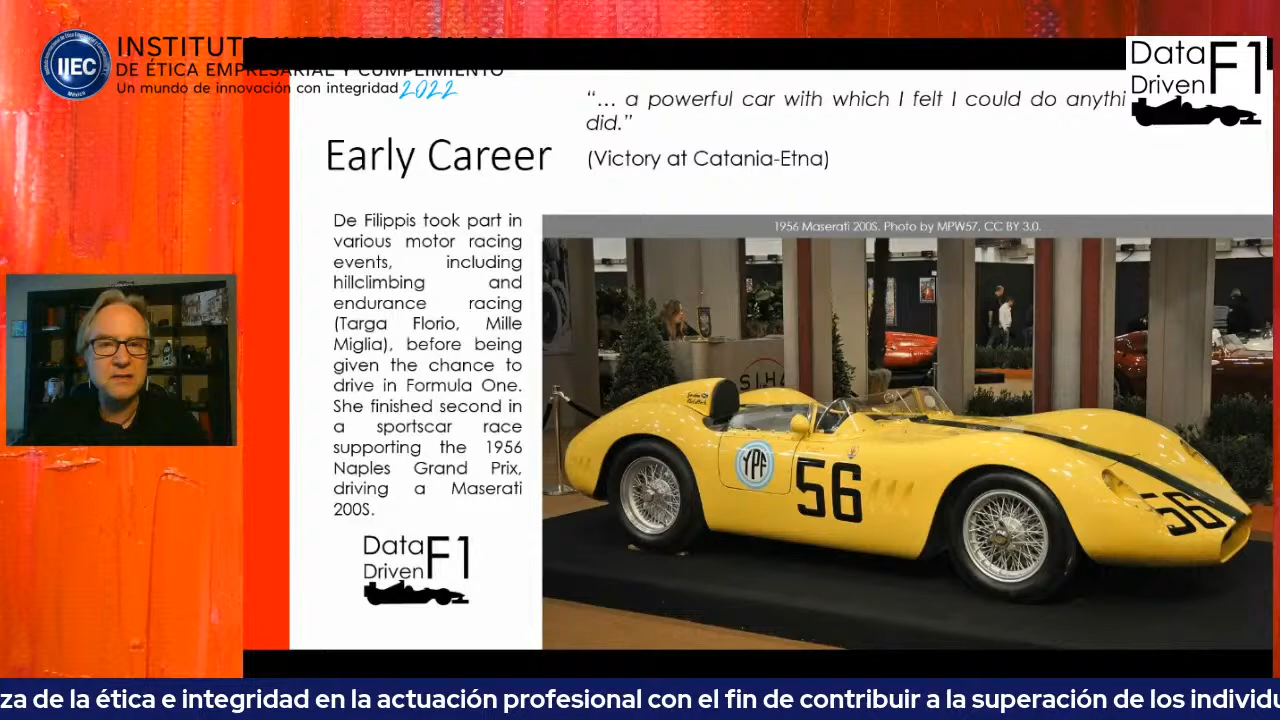 INSTITUTO INTERNACIONAL
DE ÉTICA EMPRESARIAL Y CUMPLIMIENTO
Un mundo de innovación con integridad 2022
IIEC
México
Data
Driven
F1
“… a powerful car with which I felt I could do anythi
did.”
(Victory at Catania-Etna)
Early Career
De Filippis took part in
various motor racing
events, including
hillclimbing and
endurance racing
(Targa Florio, Mille
Miglia), before being
given the chance to
drive in Formula One.
She finished second in
a sportscar race
supporting the 1956
Naples Grand Prix,
driving a Maserati
200S.
Data
Driven
F1
1956 Maserati 200S. Photo by MPW57, CC BY 3.0.
S.I.H
YPF
56
56
za de la ética e integridad en la actuación profesional con el fin de contribuir a la superación de los individu